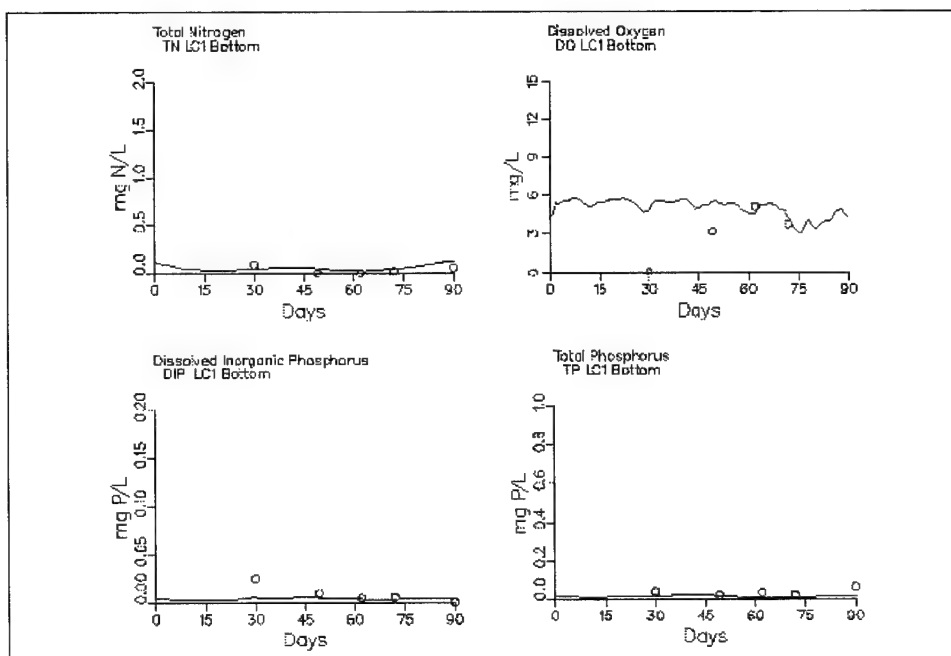 Total Nitrogen
TN LC1 Bottom
2.0
1.5
1.0
0.5
0.0
mg N/L
0 15 30 45 60 75 90
Days
Dissolved Oxygen
DO LC1 Bottom
15
12
9
6
3
0
mg/L
0 15 30 45 60 75 90
Days
Dissolved Inorganic Phosphorus
DIP LC1 Bottom
0.20
0.15
0.10
0.05
0.00
mg P/L
0 15 30 45 60 75 90
Days
Total Phosphorus
TP LC1 Bottom
1.0
0.8
0.6
0.4
0.2
0.0
mg P/L
0 15 30 45 60 75 90
Days